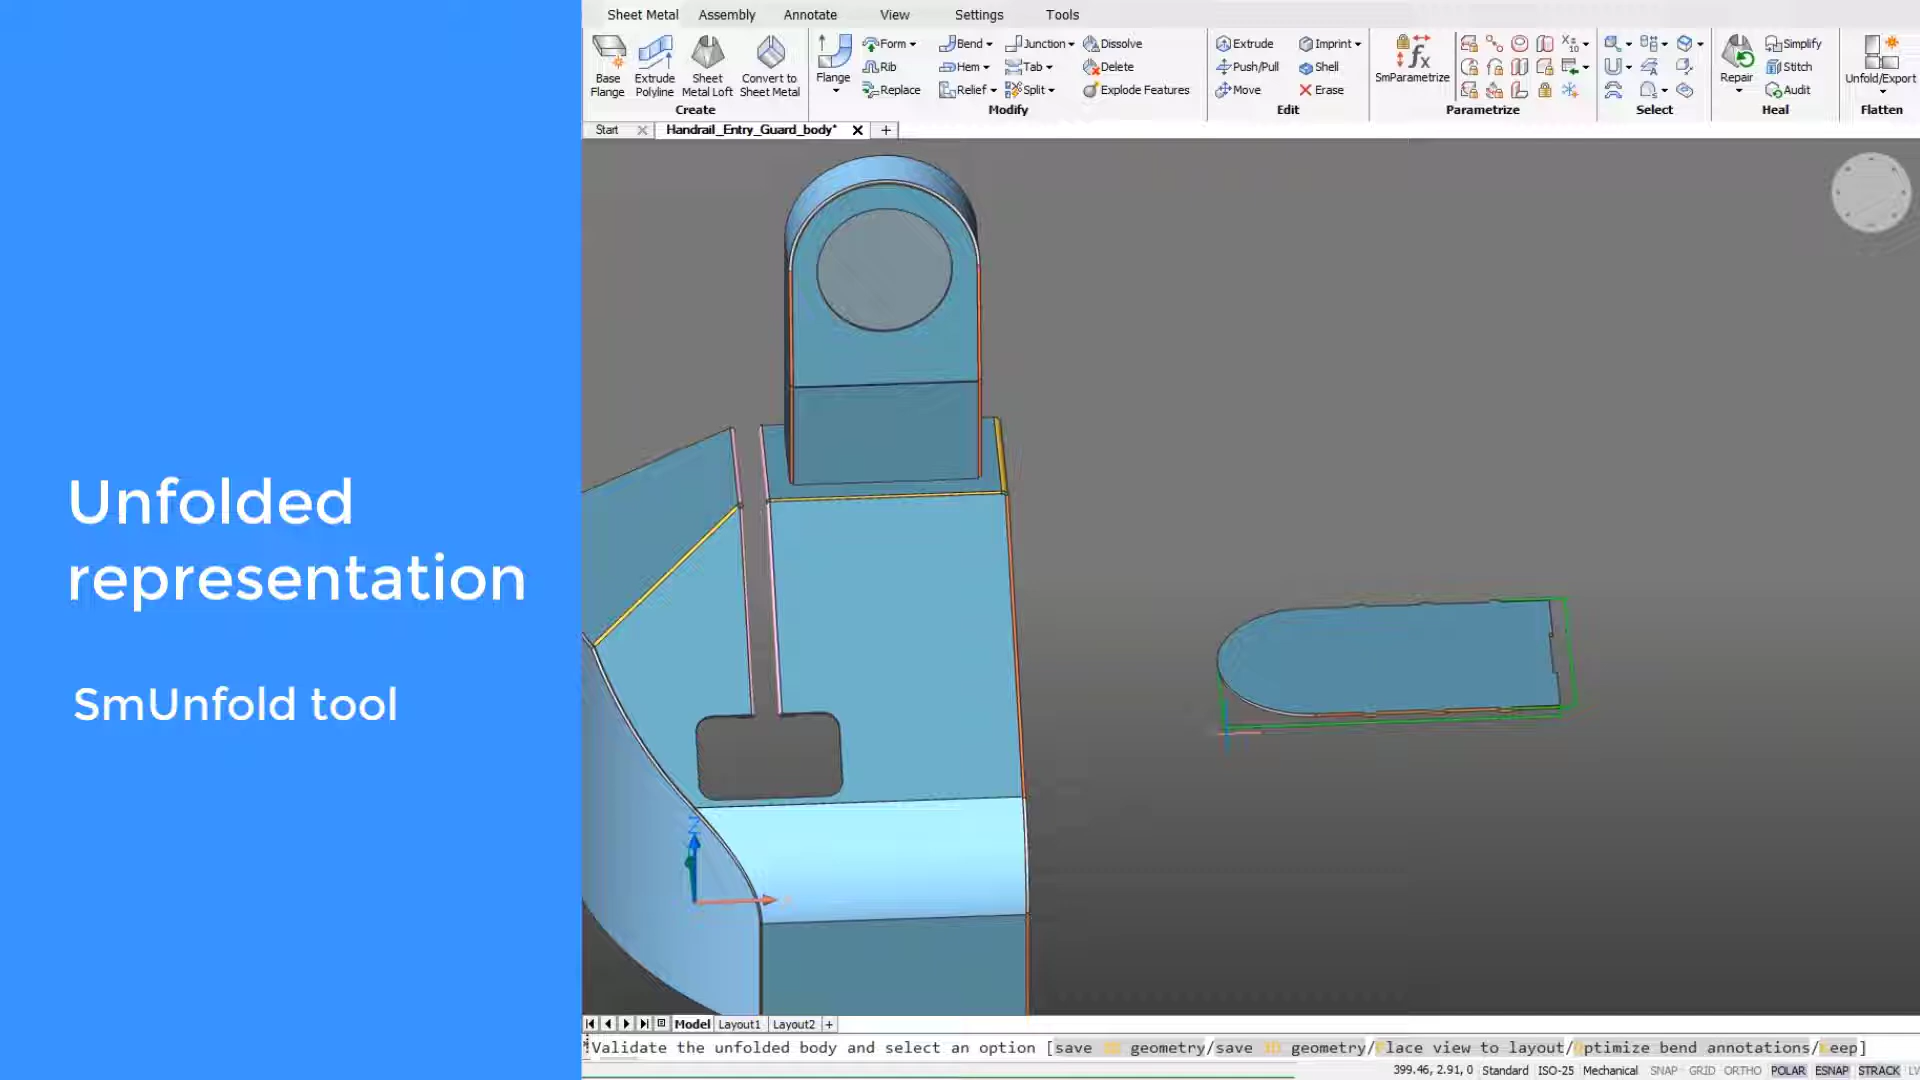 Unfolded
representation
SmUnfold tool
Sheet Metal Assembly Annotate View Settings Tools
Base Flange
Extrude Polyline
Sheet Metal Loft
Convert to Sheet Metal
Create
Flange
Form
Rib
Replace
Bend
Hem
Relief
Junction
Tab
Split
Dissolve
Delete
Explode Features
Modify
Extrude
Push/Pull
Move
Imprint
Shell
Erase
Edit
SmParametrize
Parametrize
Select
Repair
Simplify
Stitch
Audit
Heal
Unfold/Export
Flatten
Start
Handrail_Entry_Guard_body*
Z
Model Layout1 Layout2 +
Validate the unfolded body and select an option [save geometry/save geometry/lace view to layout/ptimize bend annotations/eep]
399.46, 2.91, 0 Standard ISO-25 Mechanical SNAP GRID ORTHO POLAR ESNAP STRACK